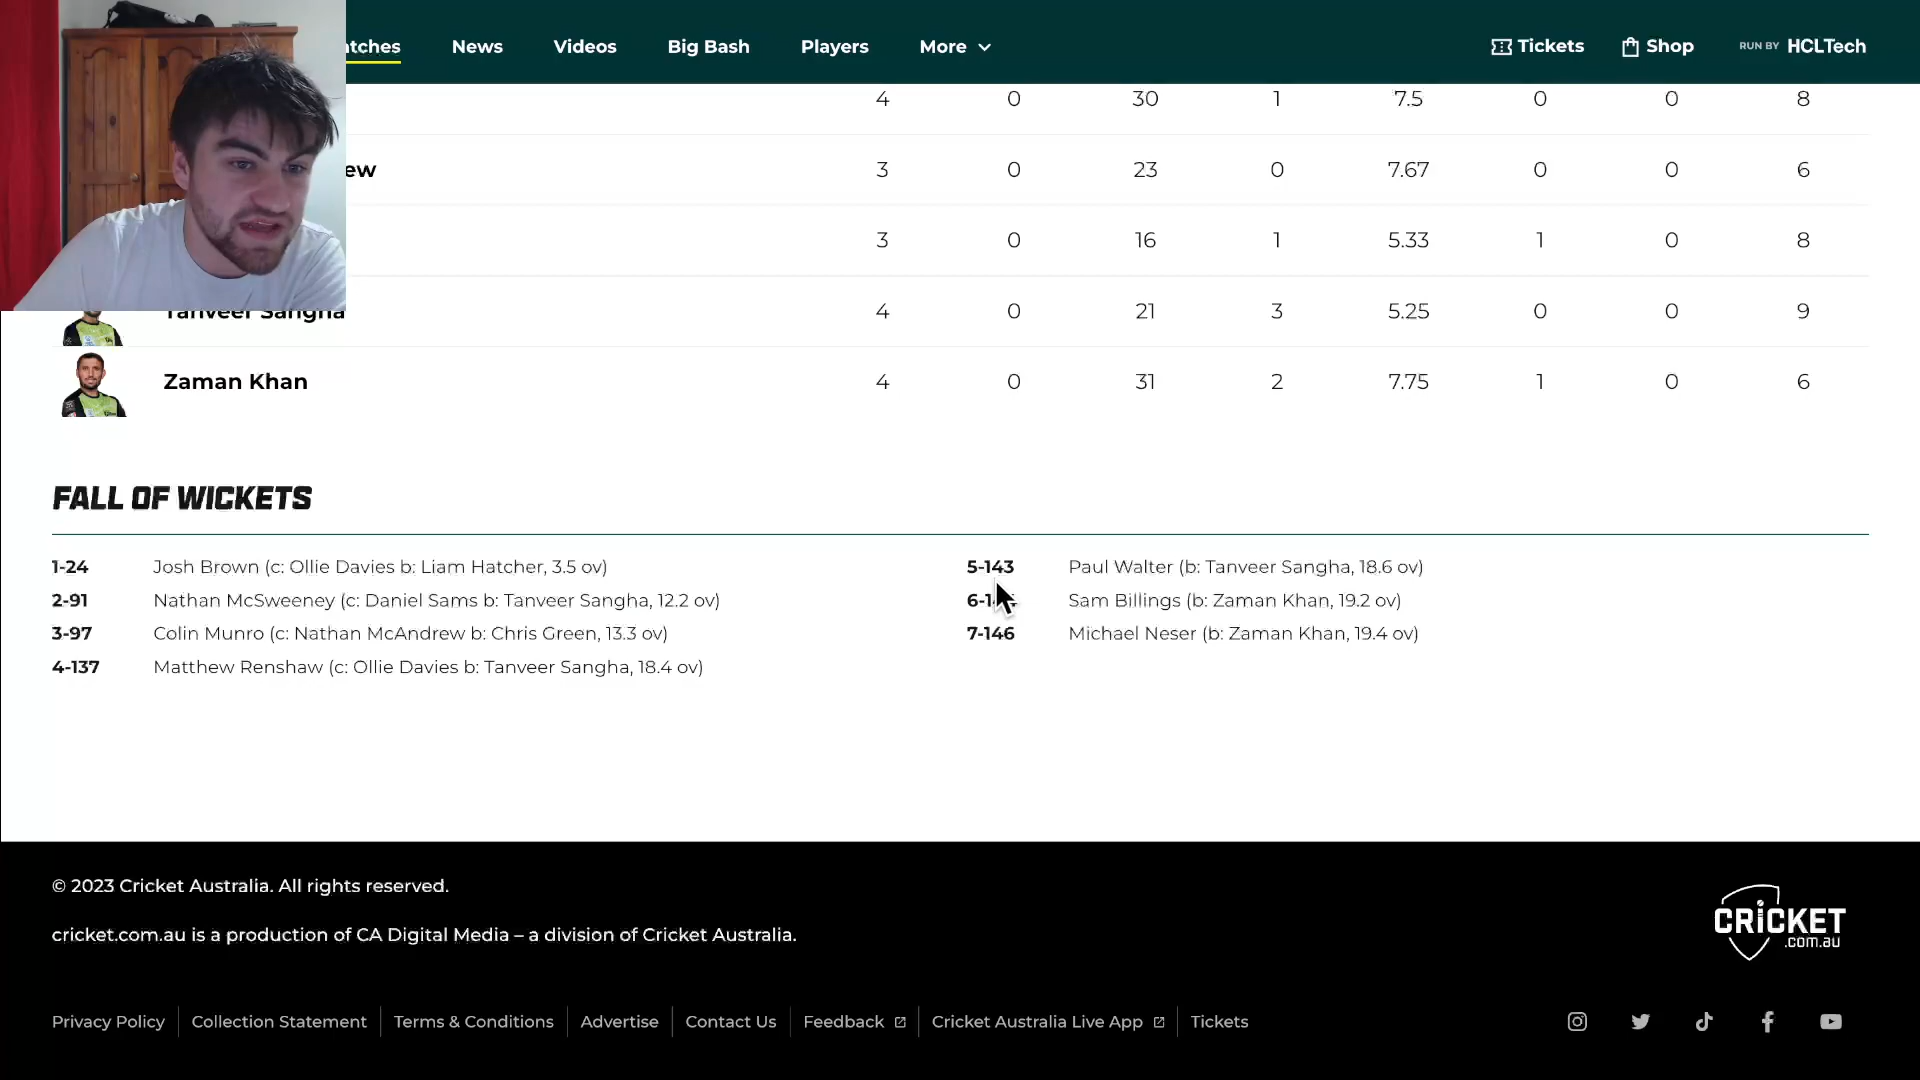 News Videos Big Bash Players More Tickets Shop RUN BY HCLTech
4 0 30 1 7.5 0 0 8
3 0 23 0 7.67 0 0 6
3 0 16 1 5.33 1 0 8
Tanveer Sangha 4 0 21 3 5.25 0 0 9
Zaman Khan 4 0 31 2 7.75 1 0 6
FALL OF WICKETS
1-24 Josh Brown (c: Ollie Davies b: Liam Hatcher, 3.5 ov)
2-91 Nathan McSweeney (c: Daniel Sams b: Tanveer Sangha, 12.2 ov)
3-97 Colin Munro (c: Nathan McAndrew b: Chris Green, 13.3 ov)
4-137 Matthew Renshaw (c: Ollie Davies b: Tanveer Sangha, 18.4 ov)
5-143 Paul Walter (b: Tanveer Sangha, 18.6 ov)
Sam Billings (b: Zaman Khan, 19.2 ov)
7-146 Michael Neser (b: Zaman Khan, 19.4 ov)
© 2023 Cricket Australia. All rights reserved.
cricket.com.au is a production of CA Digital Media – a division of Cricket Australia.
CRICKET
.com.au
Privacy Policy Collection Statement Terms & Conditions Advertise Contact Us Feedback Cricket Australia Live App Tickets